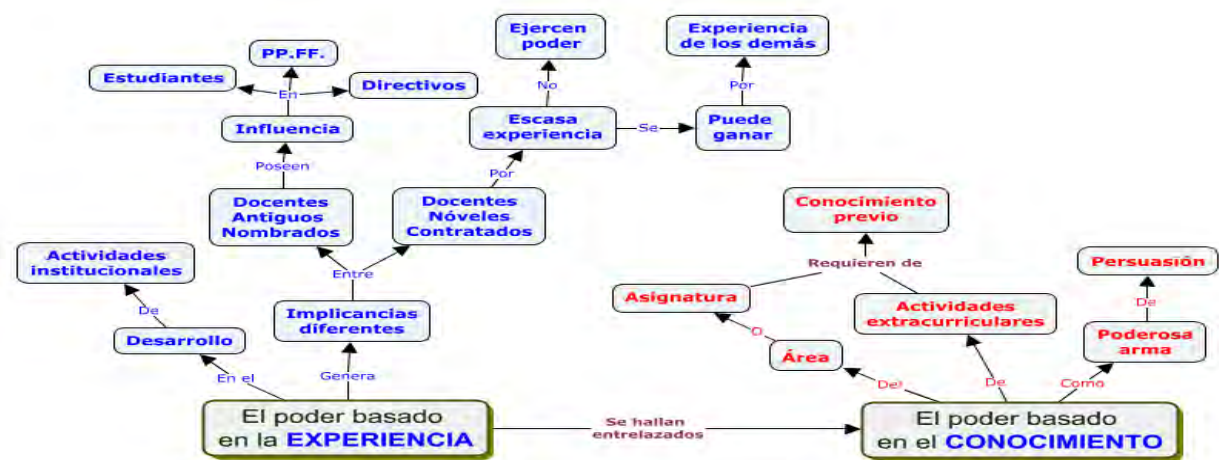 Ejercen
poder
Experiencia
de los demás
PP.FF.
Estudiantes
Directivos
En
No
Por
Influencia
Escasa
experiencia
Se
Puede
ganar
Poseen
Por
Docentes
Antiguos
Nombrados
Docentes
Nóveles
Contratados
Conocimiento
previo
Actividades
institucionales
Entre
Requieren de
Persuasión
De
Implicancias
diferentes
Asignatura
Actividades
extracurriculares
De
Desarrollo
O
Área
Poderosa
arma
En el
Genera
Del
De
Como
El poder basado
en la EXPERIENCIA
Se hallan
entrelazados
El poder basado
en el CONOCIMIENTO